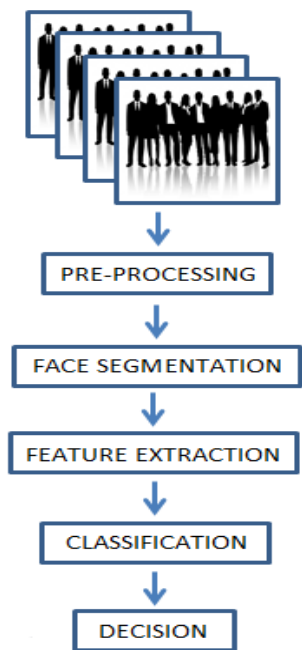 PRE-PROCESSING
FACE SEGMENTATION
FEATURE EXTRACTION
CLASSIFICATION
DECISION